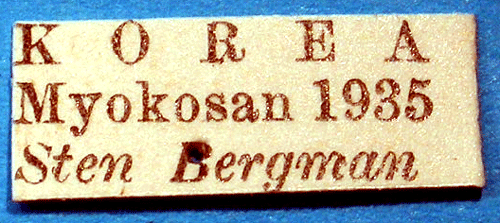 K O R E A
Myokosan 1935
Sten Bergman